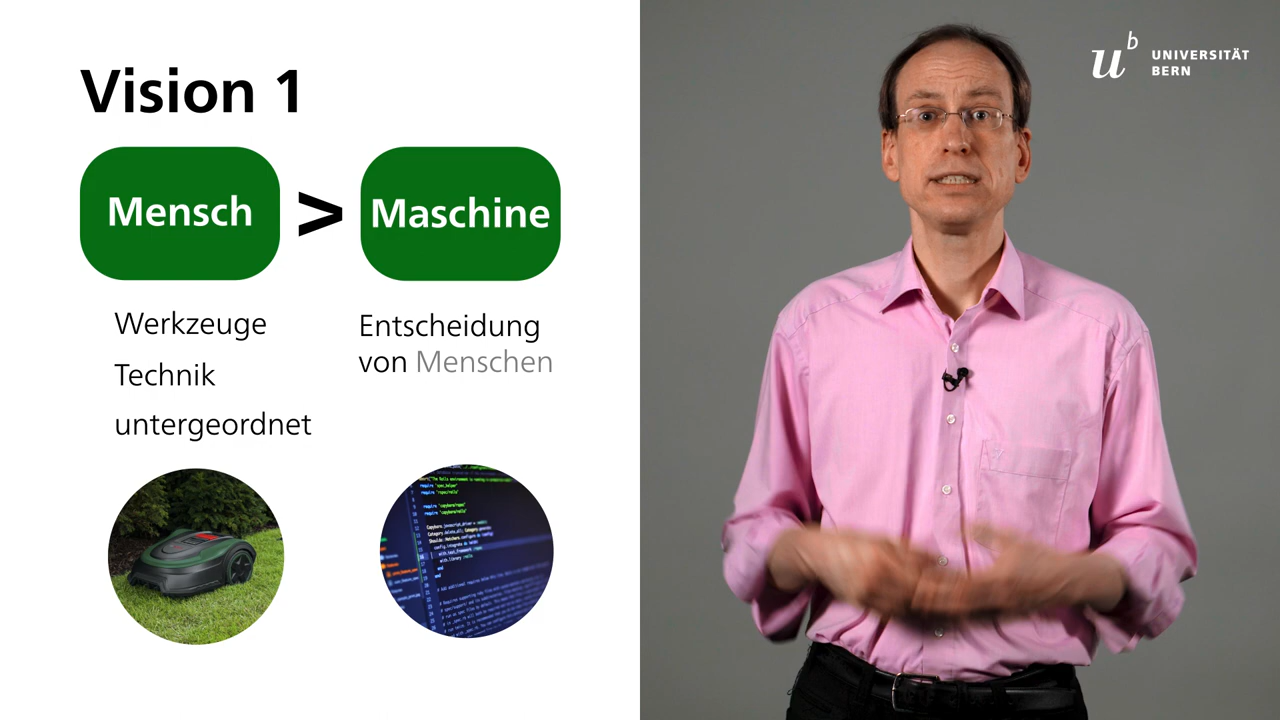 Vision 1
Mensch > Maschine
Werkzeuge
Technik
untergeordnet
Entscheidung
von Menschen
u^b UNIVERSITÄT
BERN